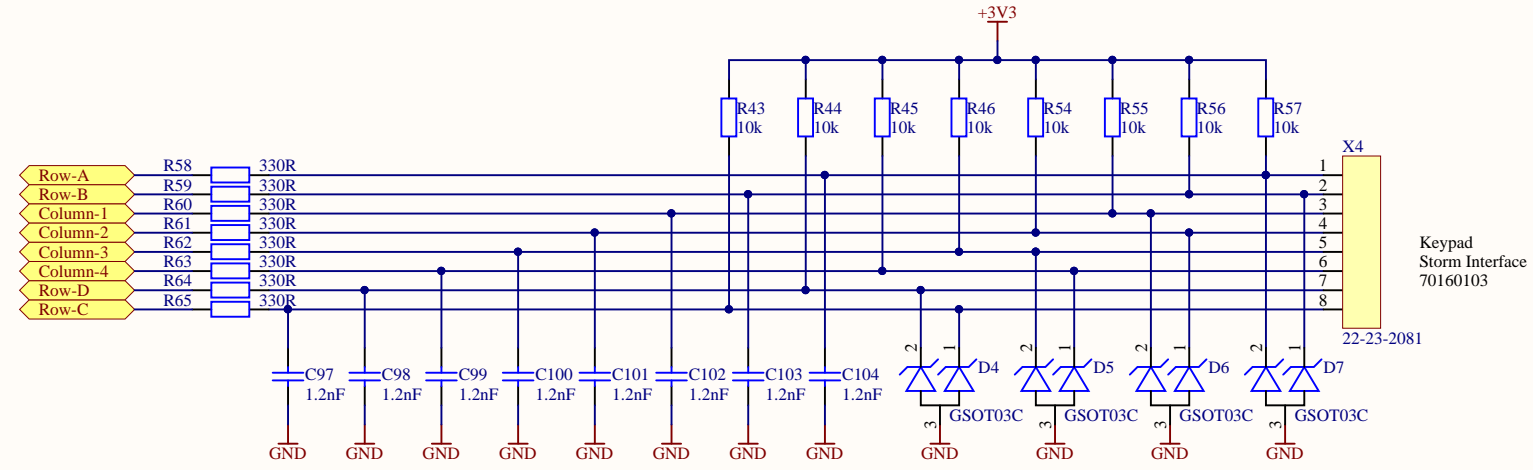 +3V3
R43 R44 R45 R46 R54 R55 R56 R57
10k 10k 10k 10k 10k 10k 10k 10k
X4
Row-A R58 330R 1
Row-B R59 330R 2
Column-1 R60 330R 3
Column-2 R61 330R 4
Column-3 R62 330R 5
Column-4 R63 330R 6
Row-D R64 330R 7
Row-C R65 330R 8
Keypad
Storm Interface
70160103
22-23-2081
2 1 2 1 2 1 2 1
C97 C98 C99 C100 C101 C102 C103 C104 D4 D5 D6 D7
1.2nF 1.2nF 1.2nF 1.2nF 1.2nF 1.2nF 1.2nF 1.2nF
GSOT03C GSOT03C GSOT03C GSOT03C
3 3 3 3
GND GND GND GND GND GND GND GND GND GND GND GND